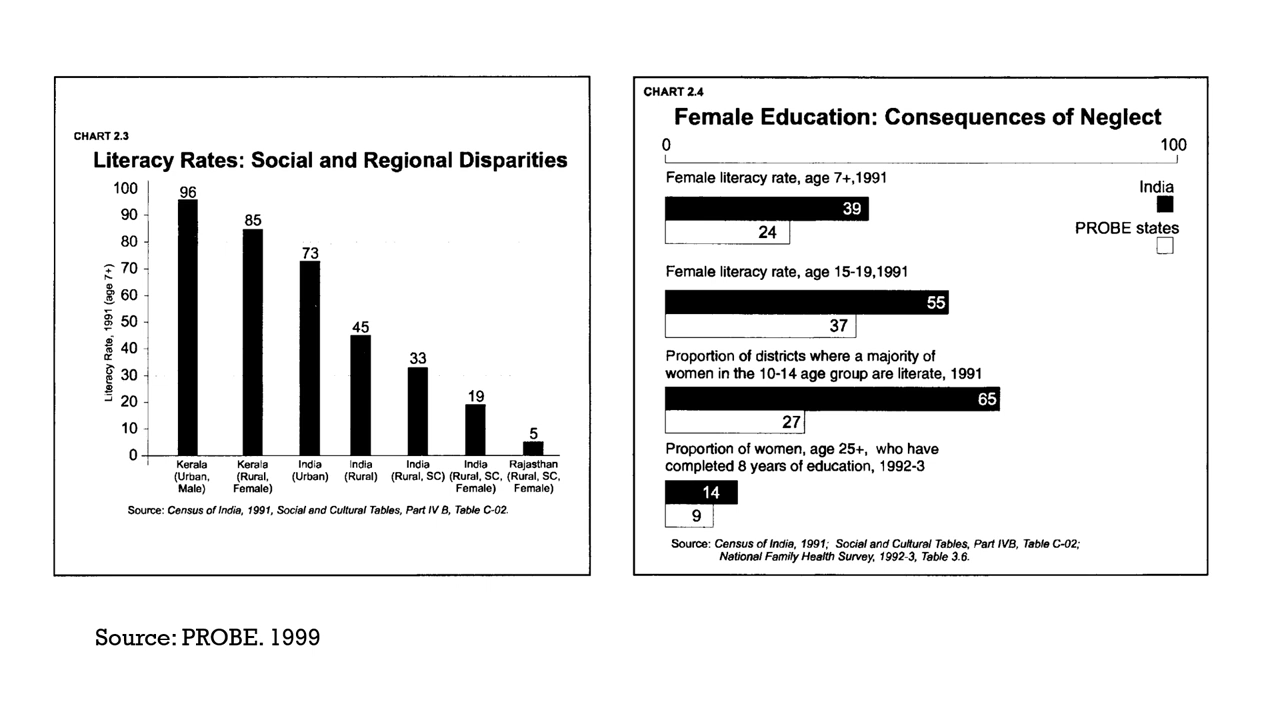 CHART 2.3
Literacy Rates: Social and Regional Disparities
Literacy Rate, 1991 (age 7+)
100
90
80
70
60
50
40
30
20
10
0
96
85
73
45
33
19
5
Kerala
(Urban,
Male)
Kerala
(Rural,
Female)
India
(Urban)
India
(Rural)
India
(Rural, SC)
India
(Rural, SC,
Female)
Rajasthan
(Rural, SC,
Female)
Source: Census of India, 1991, Social and Cultural Tables, Part IV B, Table C-02.
CHART 2.4
Female Education: Consequences of Neglect
0 100
Female literacy rate, age 7+,1991
India
39
24
PROBE states
Female literacy rate, age 15-19,1991
55
37
Proportion of districts where a majority of
women in the 10-14 age group are literate, 1991
65
27
Proportion of women, age 25+, who have
completed 8 years of education, 1992-3
14
9
Source: Census of India, 1991; Social and Cultural Tables, Part IVB, Table C-02;
National Family Health Survey, 1992-3, Table 3.6.
Source: PROBE. 1999